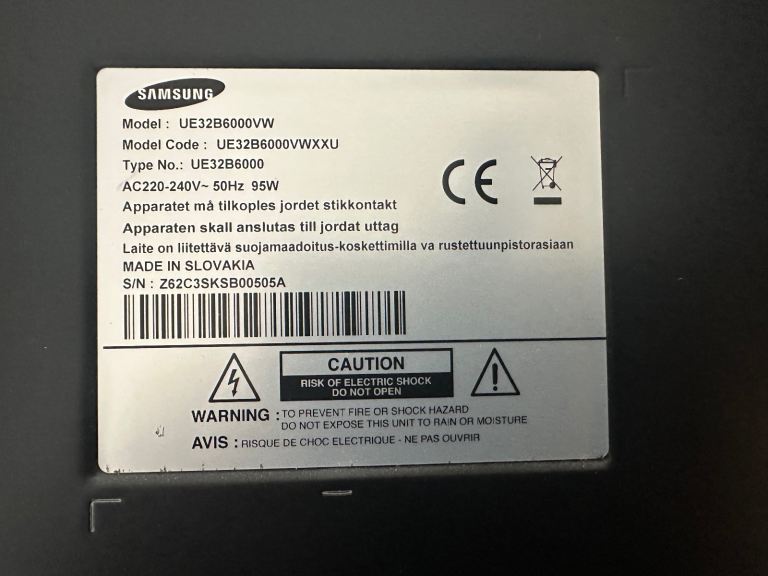 SAMSUNG
Model : UE32B6000VW
Model Code : UE32B6000VWXXU
Type No.: UE32B6000
AC220-240V~ 50Hz 95W
Apparatet må tilkoples jordet stikkontakt
Apparaten skall anslutas till jordat uttag
Laite on liitettävä suojamaadoitus-koskettimilla va rustettuunpistorasiaan
MADE IN SLOVAKIA
S/N : Z62C3SKSB00505A
CE
CAUTION
RISK OF ELECTRIC SHOCK
DO NOT OPEN
WARNING : TO PREVENT FIRE OR SHOCK HAZARD
DO NOT EXPOSE THIS UNIT TO RAIN OR MOISTURE
AVIS : RISQUE DE CHOC ELECTRIQUE - NE PAS OUVRIR